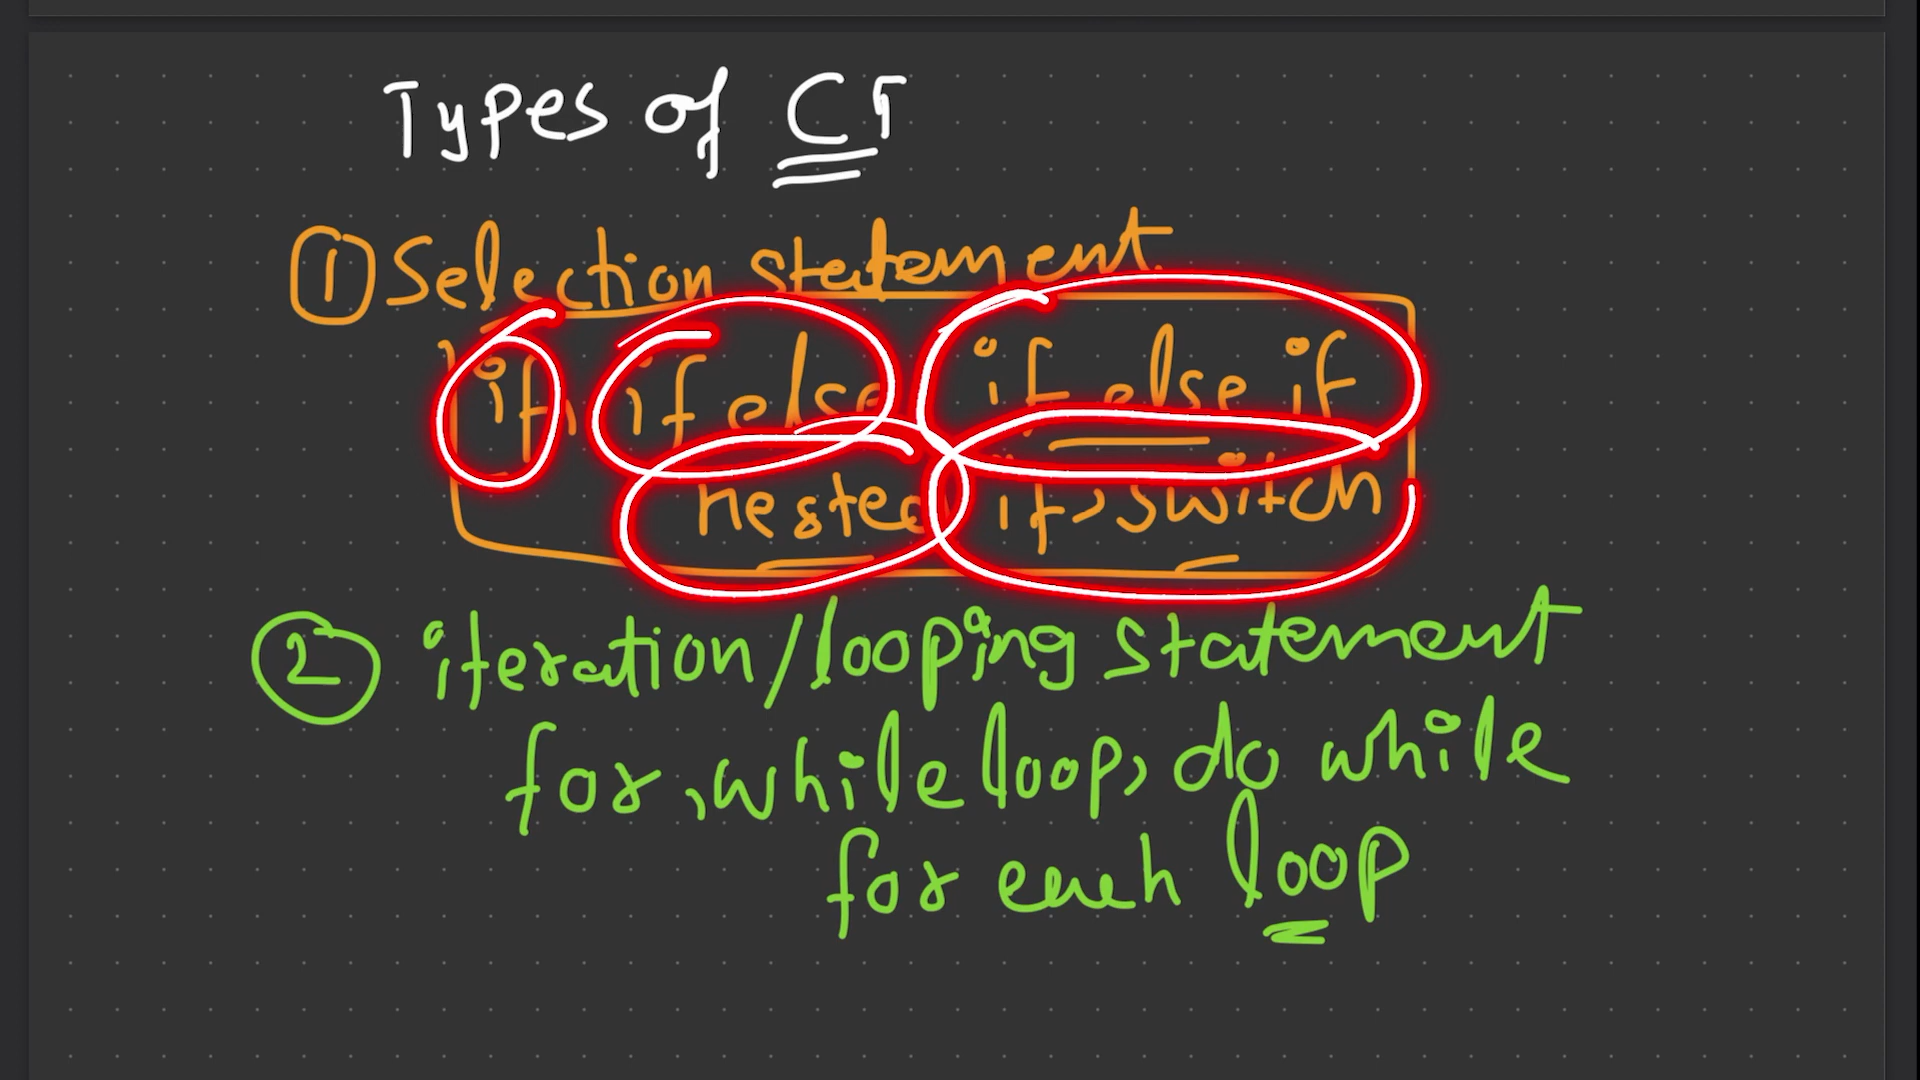 Types of CT
① Selection statement
if, if else if else if
nested if, switch
② iteration/looping statement
for, while loop, do while
for each loop